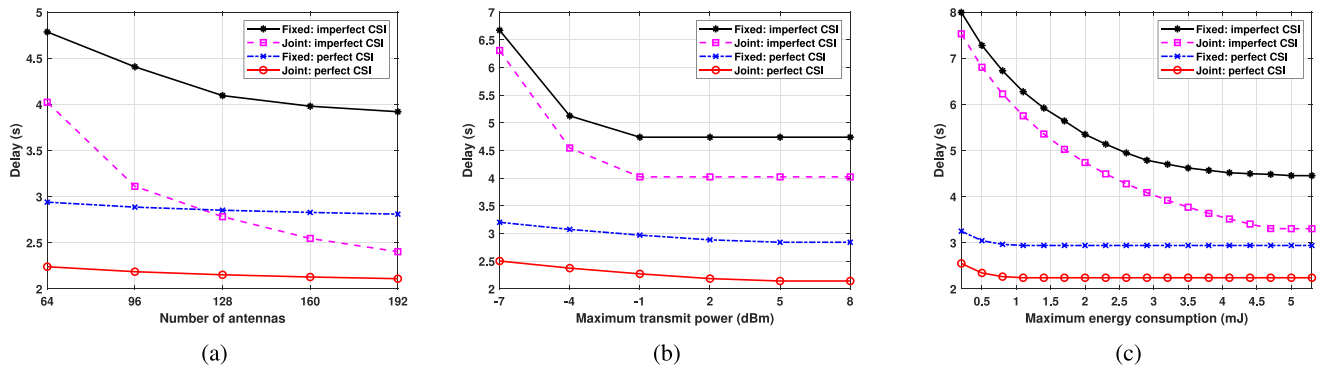 5
4.5
4
3.5
3
2.5
2
64
96
128
160
192
Delay (s)
Number of antennas
Fixed: imperfect CSI
Joint: imperfect CSI
Fixed: perfect CSI
Joint: perfect CSI
(a)
7
6.5
6
5.5
5
4.5
4
3.5
3
2.5
2
-7
-4
-1
2
5
8
Delay (s)
Maximum transmit power (dBm)
Fixed: imperfect CSI
Joint: imperfect CSI
Fixed: perfect CSI
Joint: perfect CSI
(b)
8
7
6
5
4
3
2
0.5
1
1.5
2
2.5
3
3.5
4
4.5
5
Delay (s)
Maximum energy consumption (mJ)
Fixed: imperfect CSI
Joint: imperfect CSI
Fixed: perfect CSI
Joint: perfect CSI
(c)